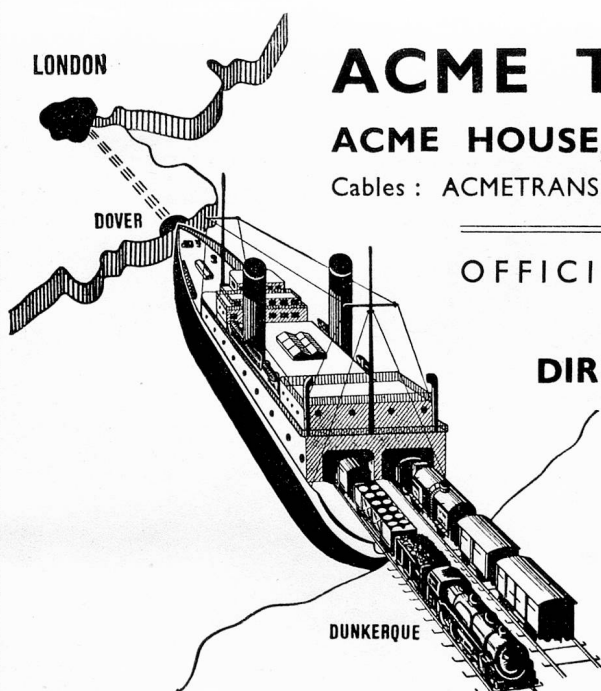 LONDON
ACME T
ACME HOUSE
Cables : ACMETRANS
DOVER
OFFICI
DIR
DUNKERQUE